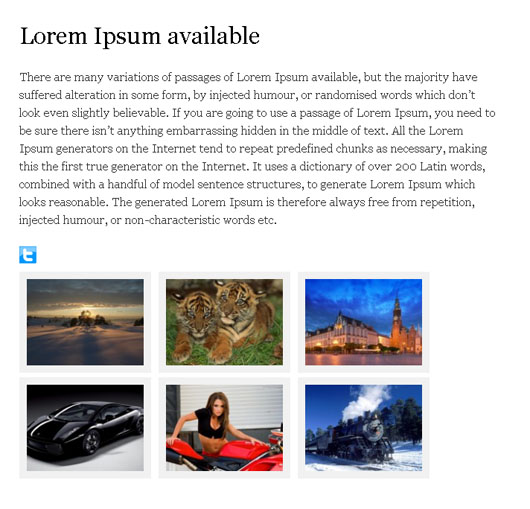 Lorem Ipsum available
There are many variations of passages of Lorem Ipsum available, but the majority have
suffered alteration in some form, by injected humour, or randomised words which don't
look even slightly believable. If you are going to use a passage of Lorem Ipsum, you need to
be sure there isn't anything embarrassing hidden in the middle of text. All the Lorem
Ipsum generators on the Internet tend to repeat predefined chunks as necessary, making
this the first true generator on the Internet. It uses a dictionary of over 200 Latin words,
combined with a handful of model sentence structures, to generate Lorem Ipsum which
looks reasonable. The generated Lorem Ipsum is therefore always free from repetition,
injected humour, or non-characteristic words etc.
t